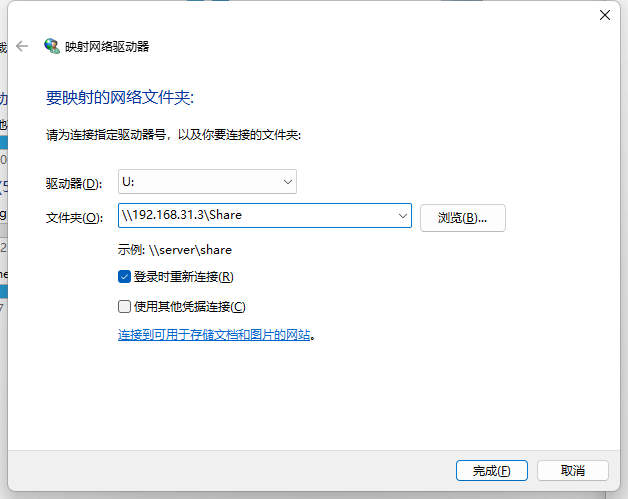 映射网络驱动器
要映射的网络文件夹:
请为连接指定驱动器号，以及你要连接的文件夹:
驱动器(D): U:
文件夹(O): \\192.168.31.3\Share 浏览(B)...
示例: \\server\share
登录时重新连接(R)
使用其他凭据连接(C)
连接到可用于存储文档和图片的网站。
完成(F) 取消